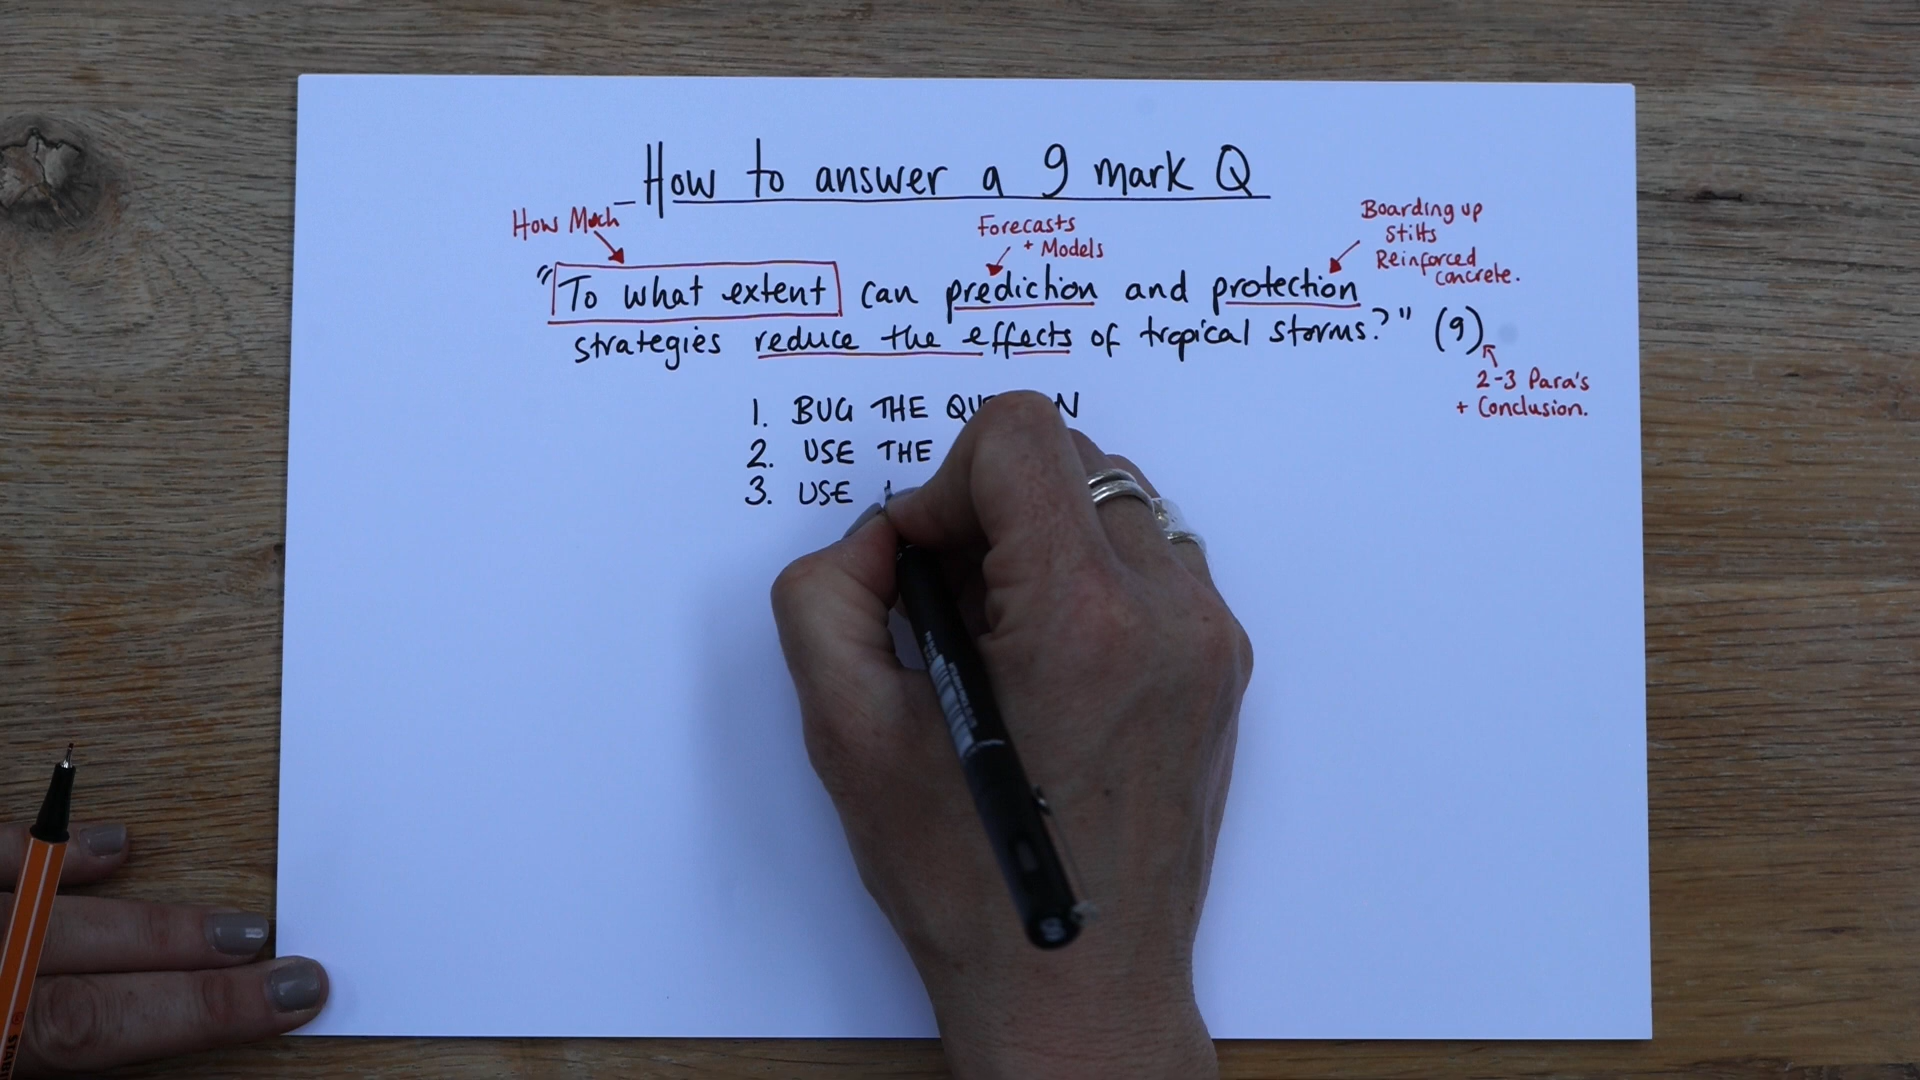 How to answer a 9 mark Q
How Much
Forecasts
+ Models
Boarding up
Stilts
Reinforced
concrete.
"To what extent can prediction and protection
strategies reduce the effects of tropical storms?" (9)
2-3 Para's
+ Conclusion.
1. BUG THE
2. USE THE
3. USE